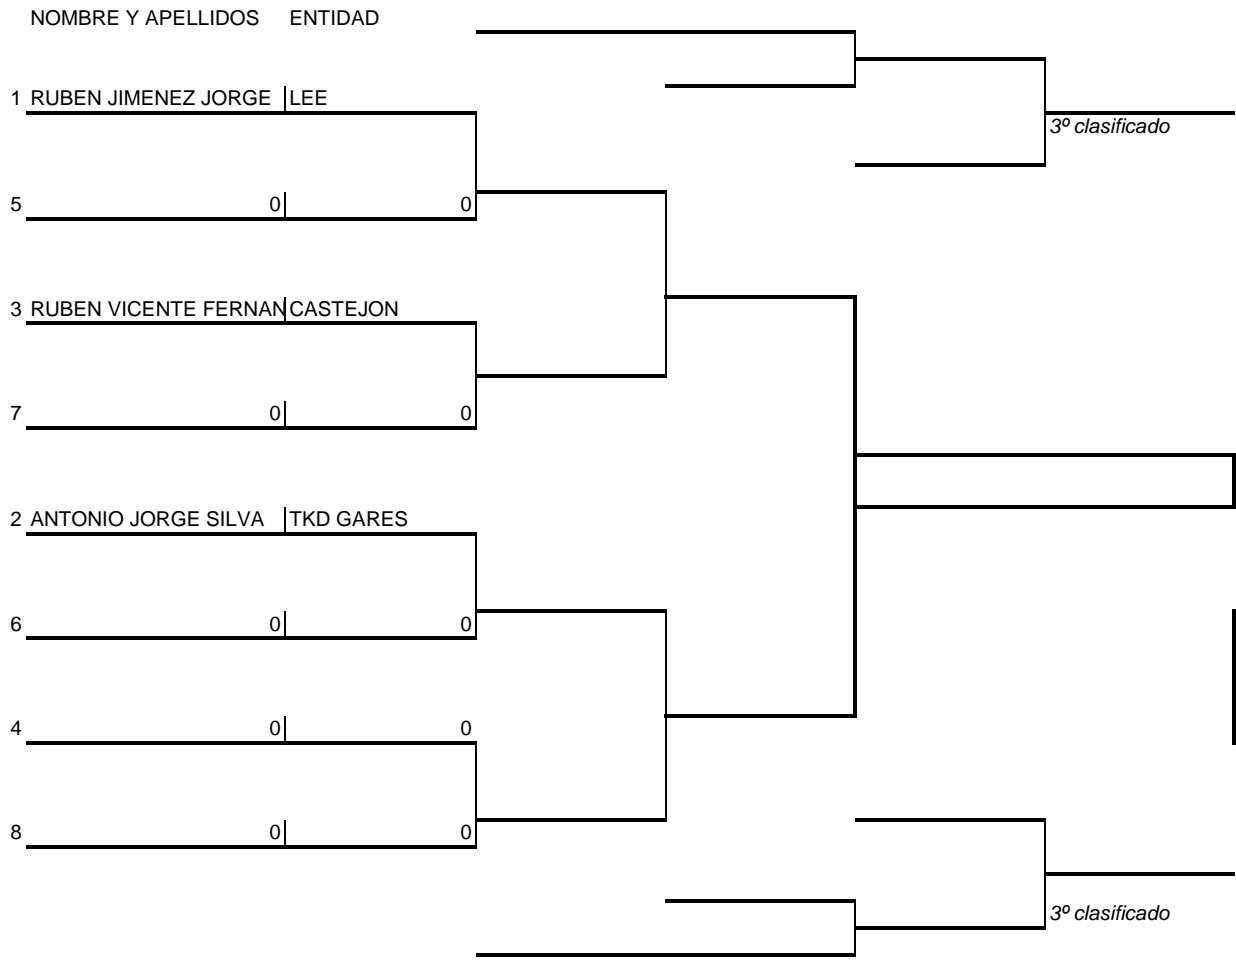 NOMBRE Y APELLIDOS ENTIDAD
1 RUBEN JIMENEZ JORGE LEE
3º clasificado
5 0 0
3 RUBEN VICENTE FERNAN CASTEJON
7 0 0
2 ANTONIO JORGE SILVA TKD GARES
6 0 0
4 0 0
8 0 0
3º clasificado